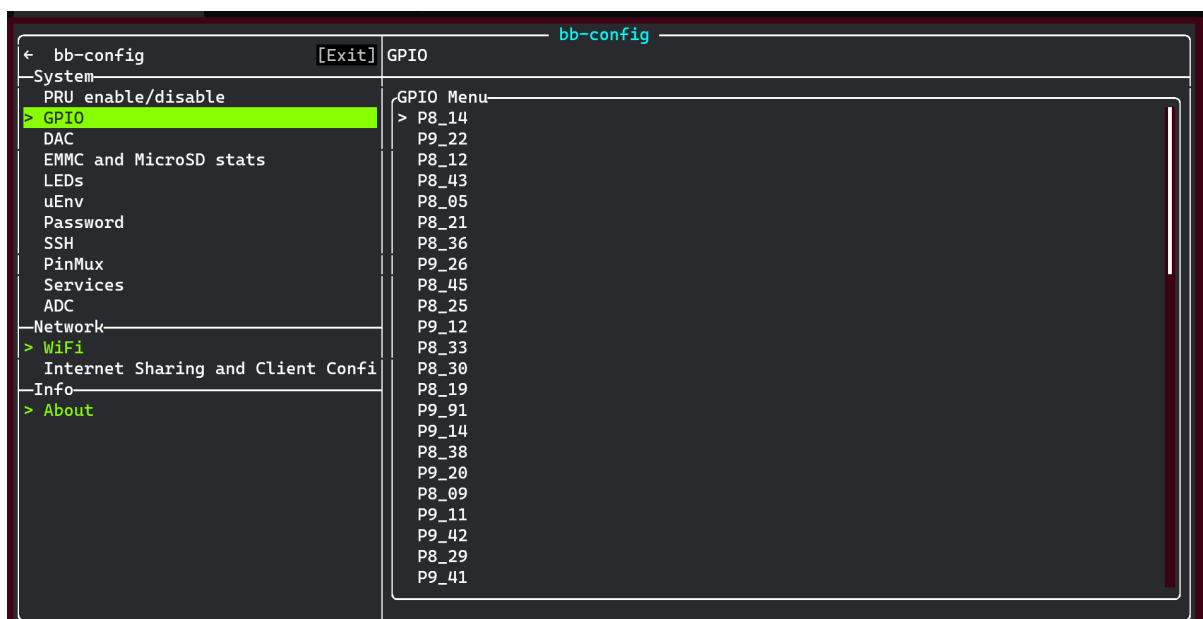 bb-config
← bb-config [Exit]
System
PRU enable/disable
> GPIO
DAC
EMMC and MicroSD stats
LEDs
uEnv
Password
SSH
PinMux
Services
ADC
Network
> WiFi
Internet Sharing and Client Confi
Info
> About
GPIO
GPIO Menu
> P8_14
P9_22
P8_12
P8_43
P8_05
P8_21
P8_36
P9_26
P8_45
P8_25
P9_12
P8_33
P8_30
P8_19
P9_91
P9_14
P8_38
P9_20
P8_09
P9_11
P9_42
P8_29
P9_41